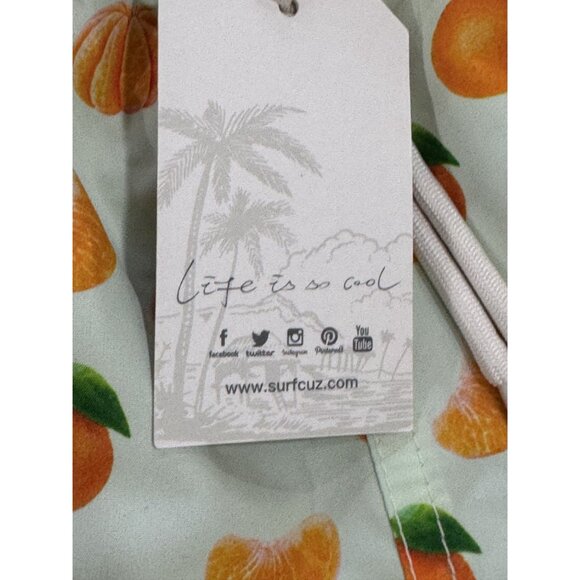 Life is so cool
facebook twitter Instagram Pinterest You Tube
www.surfcuz.com